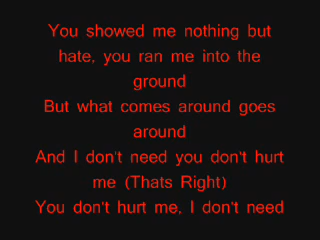 You showed me nothing but
hate, you ran me into the
ground
But what comes around goes
around
And I don't need you don't hurt
me (Thats Right)
You don't hurt me, I don't need